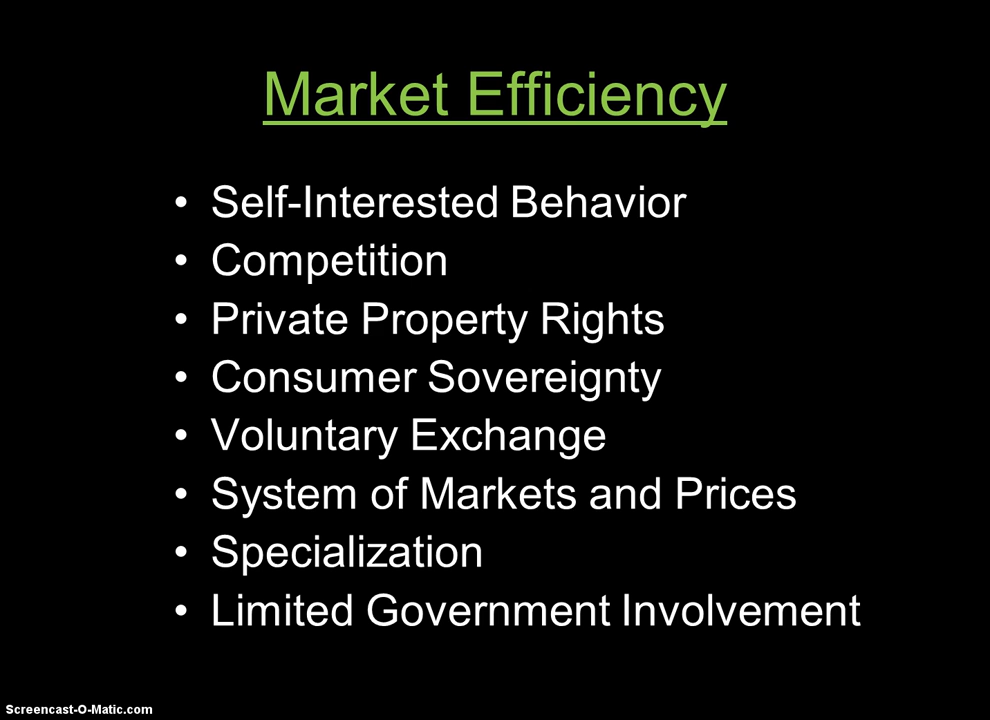 Market Efficiency
• Self-Interested Behavior
• Competition
• Private Property Rights
• Consumer Sovereignty
• Voluntary Exchange
• System of Markets and Prices
• Specialization
• Limited Government Involvement
Screencast-O-Matic.com